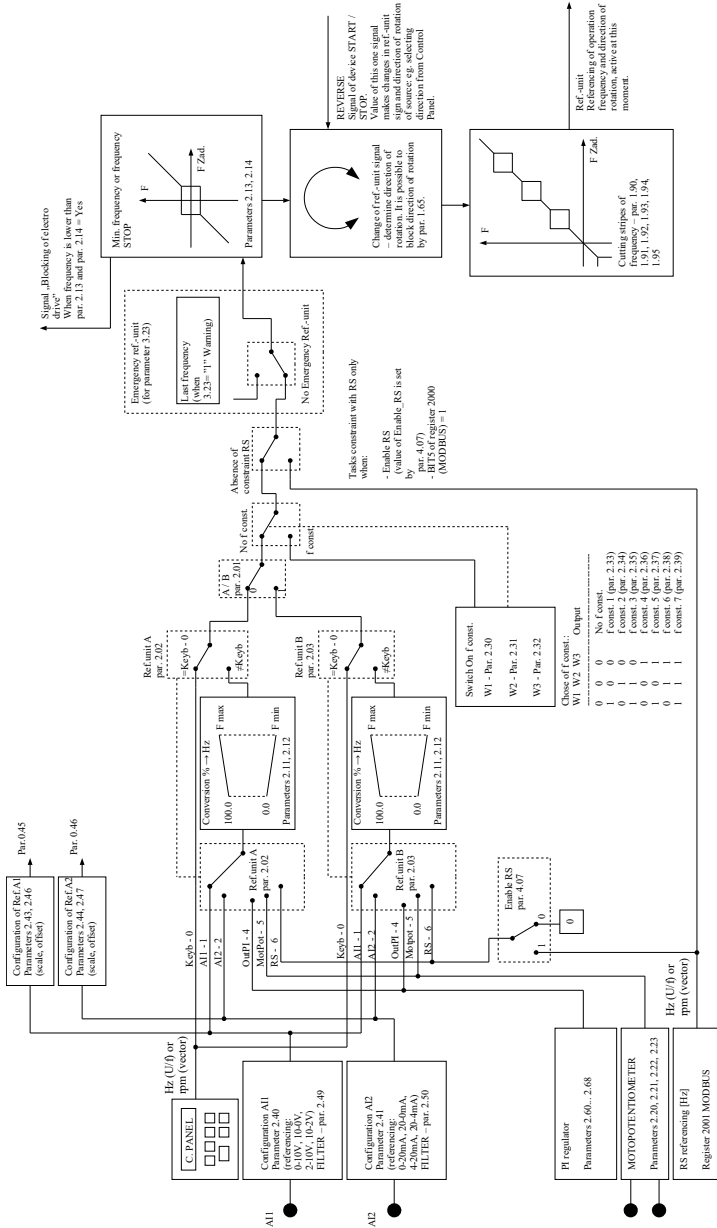 AI1
AI2
C. PANEL
Hz (U/f) or
rpm (vector)
Configuration AI1
Parameter 2.40
(referencing:
0-10V, 10-0V,
2-10V, 10-2V)
FILTER – par. 2.49
Configuration AI2
Parameter 2.41
(referencing:
0-20mA, 20-0mA,
4-20mA, 20-4mA)
FILTER – par. 2.50
PI regulator
Parameters 2.60... 2.68
MOTOPOTENTIOMETER
Parameters 2.20, 2.21, 2.22, 2.23
RS referencing [Hz]
Register 2001 MODBUS
Hz (U/f) or
rpm (vector)
Configuration of Ref.A1
Parameters 2.43, 2.46
(scale, offset)
Par.0.45
Configuration of Ref.A2
Parameters 2.44, 2.47
(scale, offset)
Par. 0.46
Keyb - 0
AI1 - 1
AI2 - 2
OutPI - 4
MotPot - 5
RS - 6
Ref.unit A
par. 2.02
Keyb - 0
AI1 - 1
AI2 - 2
OutPI - 4
Motpot - 5
RS - 6
Ref.unit B
par. 2.03
Enable RS
par. 4.07
1
0
0
Conversion % → Hz
100.0
F max
0.0
F min
Parameters 2.11, 2.12
Conversion % → Hz
100.0
F max
0.0
F min
Parameters 2.11, 2.12
Ref.unit A
par. 2.02
=Keyb - 0
≠Keyb
Ref.unit B
par. 2.03
=Keyb - 0
≠Keyb
A / B
par. 2.01
0
1
No f const.
f const.
Absence of
constraint RS
Switch On f const.
W1 - Par. 2.30
W2 - Par. 2.31
W3 - Par. 2.32
Chose of f const.:
W1 W2 W3 Output
0 0 0 No f const.
1 0 0 f const. 1 (par. 2.33)
0 1 0 f const. 2 (par. 2.34)
1 1 0 f const. 3 (par. 2.35)
0 0 1 f const. 4 (par. 2.36)
1 0 1 f const. 5 (par. 2.37)
0 1 1 f const. 6 (par. 2.38)
1 1 1 f const. 7 (par. 2.39)
Tasks constraint with RS only
when:
- Enable RS
(value of Enable_RS is set
by
par. 4.07)
- BIT5 of register 2000
(MODBUS) = 1
Emergency ref.-unit
(for parameter 3.23)
Last frequency
(when
3.23= "1" Warning)
No Emergency Ref.-unit
Signal „Blocking of electro
drive”
When frequency is lower than
par. 2.13 and par. 2.14 = Yes
Min. frequency or frequency
STOP
F
F Zad.
Parameters 2.13, 2.14
REVERSE
Signal of device START /
STOP.
Value of this one signal
makes changes in ref.-unit
sign and direction of rotation
of source: eg. selecting
direction from Control
Panel.
Change of ref.-unit signal
– determine direction of
rotation. It is possible to
block direction of rotation
by par. 1.65.
F
F Zad.
Cutting stripes of
frequency – par. 1.90,
1.91, 1.92, 1.93, 1.94,
1.95
Ref.-unit
Referencing of operation
frequency and direction of
rotation, active at this
moment.